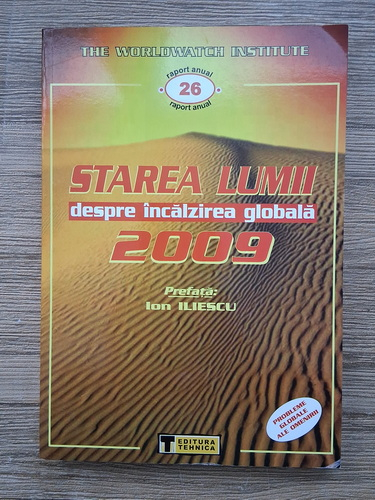 THE WORLDWATCH INSTITUTE
raport anual
26
raport anual
STAREA LUMII
despre încălzirea globală
2009
Prefaţă:
Ion ILIESCU
PROBLEME
GLOBALE
ALE OMENIRII
T EDITURA
TEHNICA